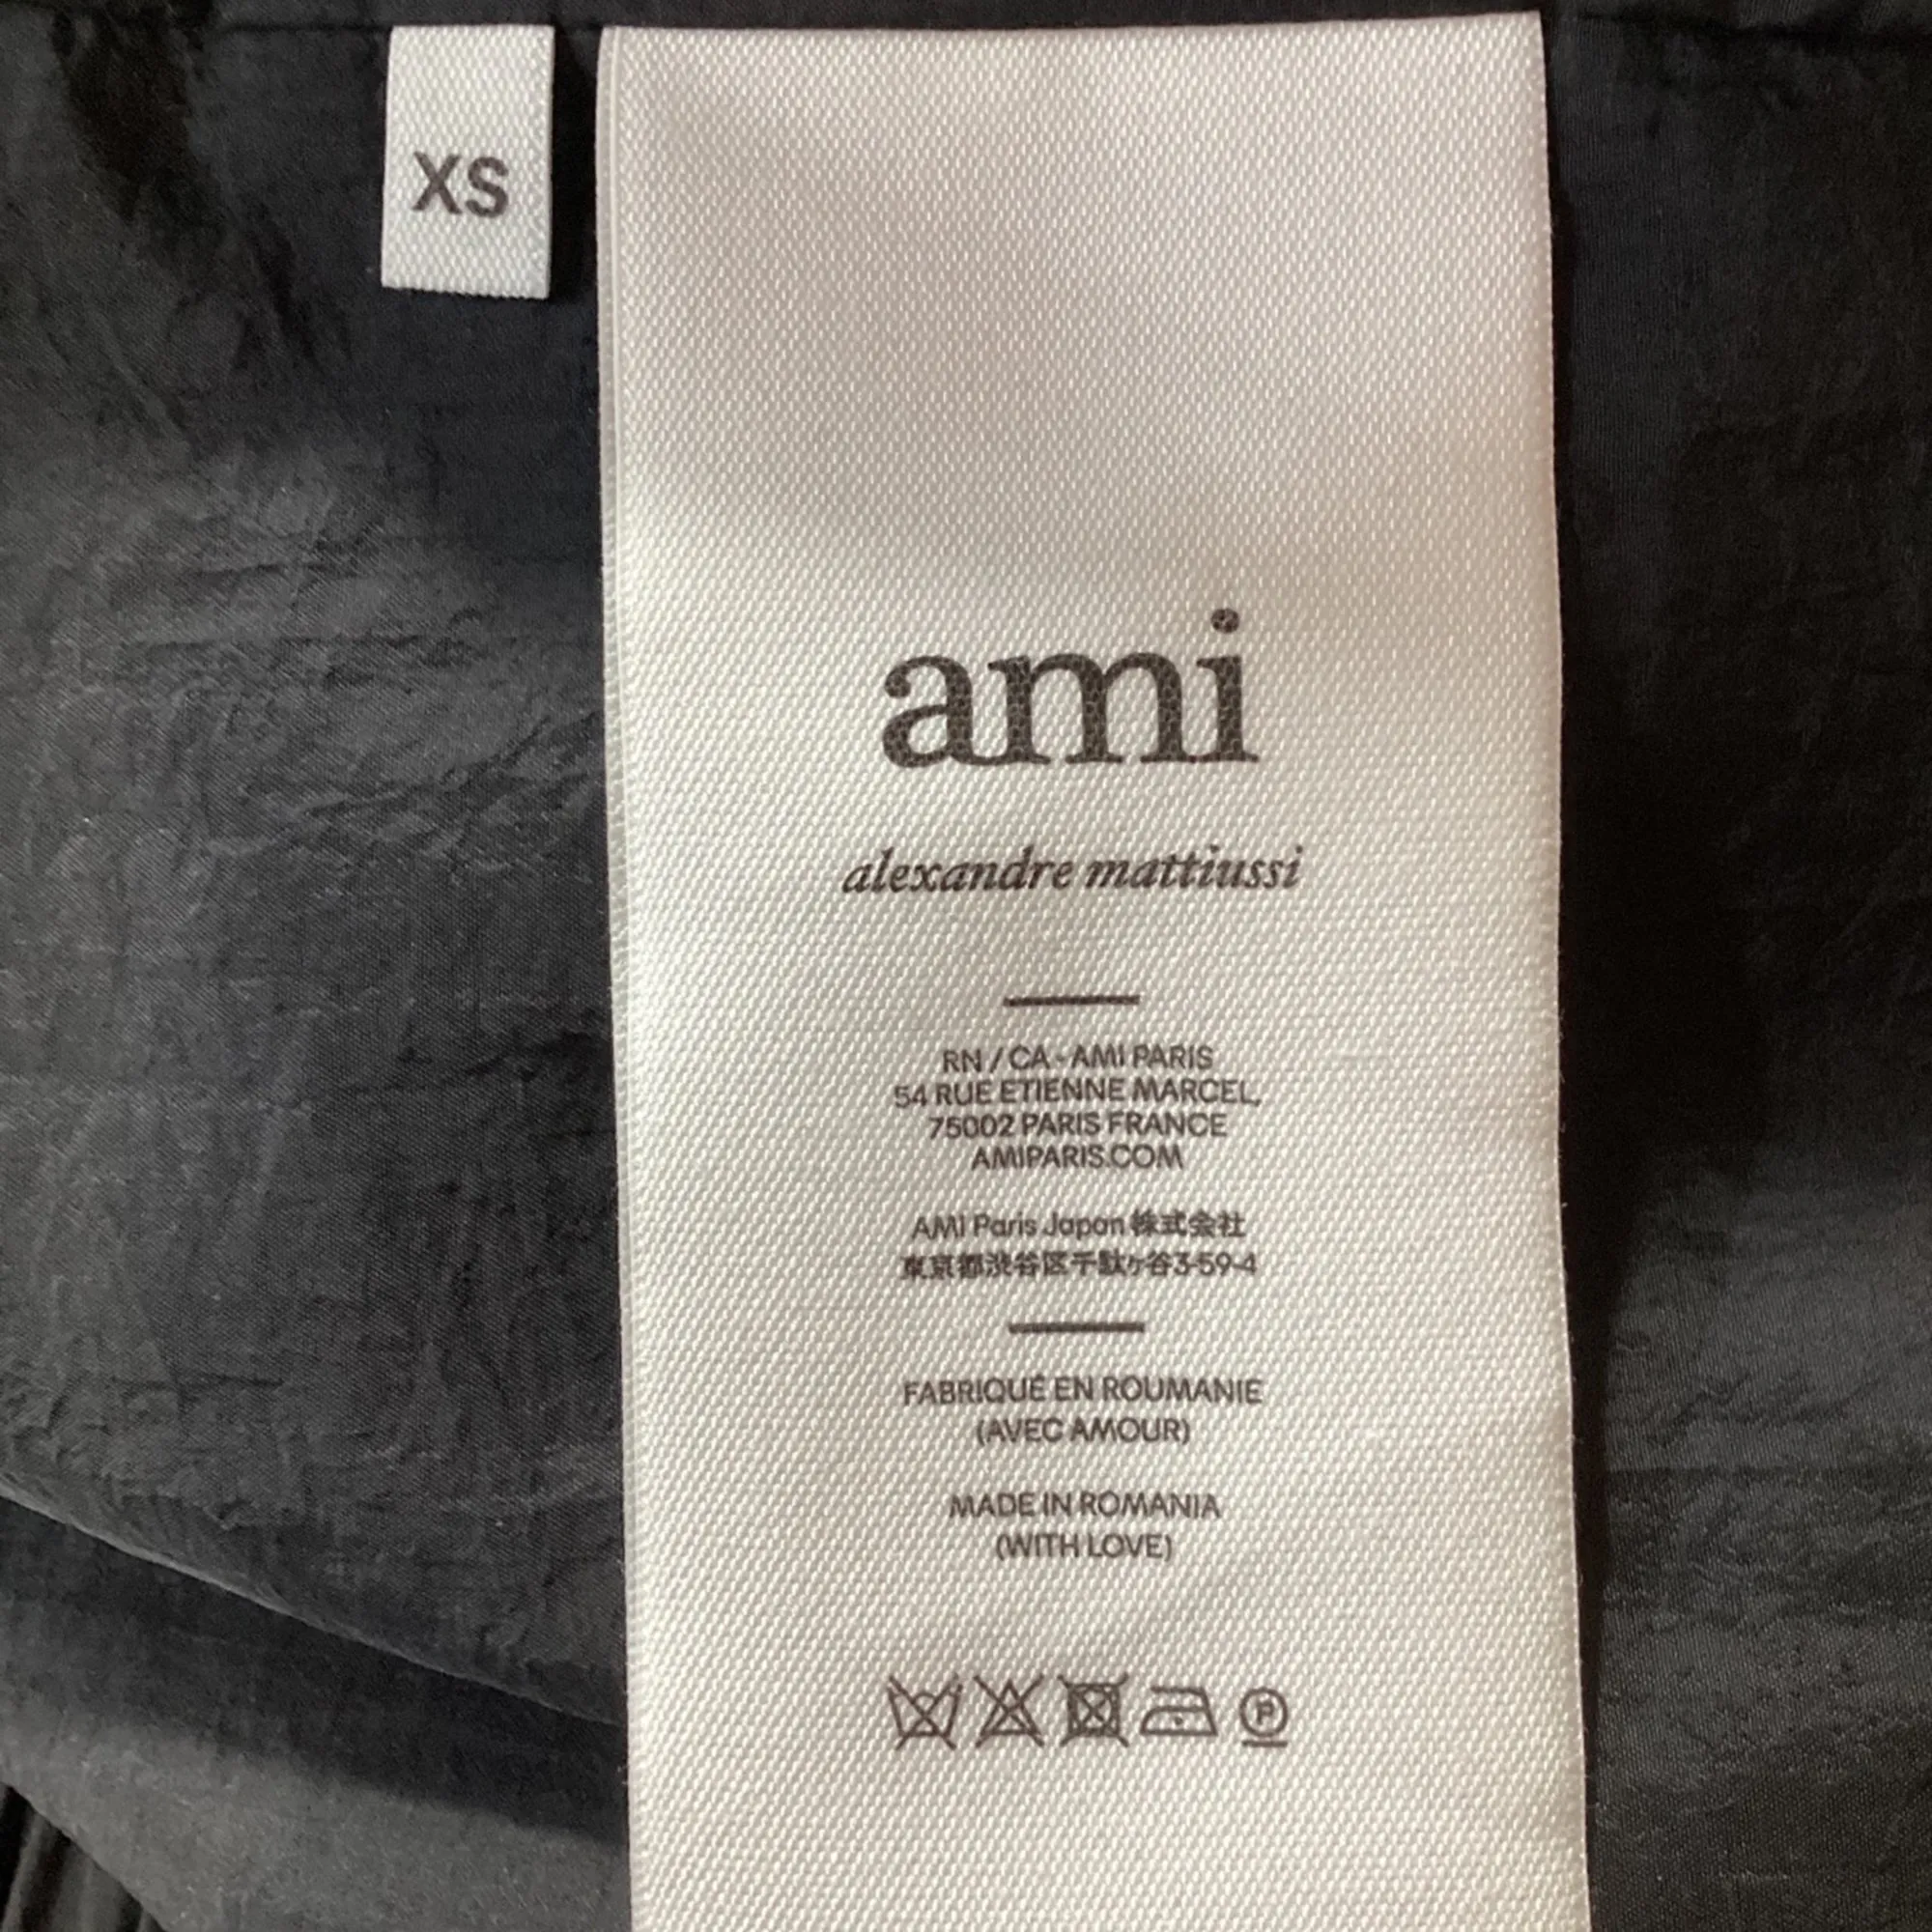 XS
ami
alexandre mattiussi
RN / CA - AMI PARIS
54 RUE ETIENNE MARCEL,
75002 PARIS FRANCE
AMIPARIS.COM
AMI Paris Japan 株式会社
東京都渋谷区千駄ヶ谷3-59-4
FABRIQUÉ EN ROUMANIE
(AVEC AMOUR)
MADE IN ROMANIA
(WITH LOVE)
P